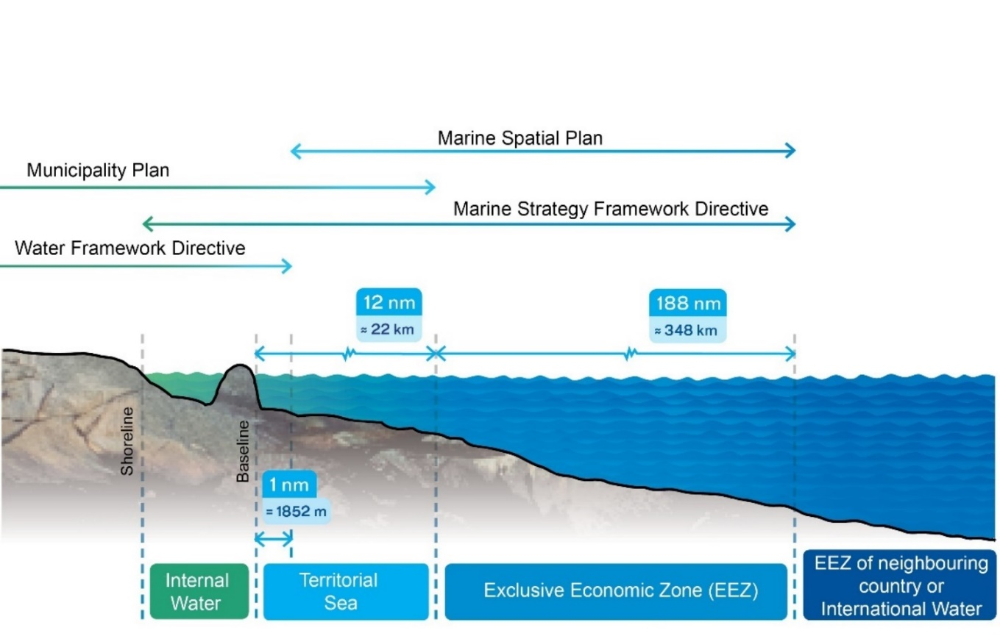 Marine Spatial Plan
Municipality Plan
Marine Strategy Framework Directive
Water Framework Directive
12 nm
≈ 22 km
188 nm
≈ 348 km
Shoreline
Baseline
1 nm
= 1852 m
Internal
Water
Territorial
Sea
Exclusive Economic Zone (EEZ)
EEZ of neighbouring
country or
International Water